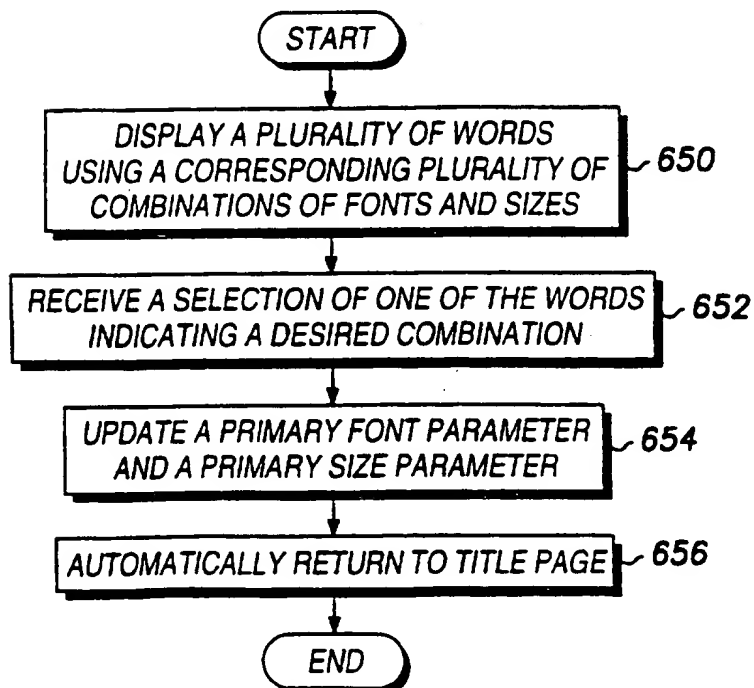 START
DISPLAY A PLURALITY OF WORDS
USING A CORRESPONDING PLURALITY OF
COMBINATIONS OF FONTS AND SIZES
650
RECEIVE A SELECTION OF ONE OF THE WORDS
INDICATING A DESIRED COMBINATION
652
UPDATE A PRIMARY FONT PARAMETER
AND A PRIMARY SIZE PARAMETER
654
AUTOMATICALLY RETURN TO TITLE PAGE
656
END